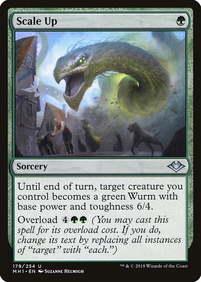 Scale Up
Sorcery
Until end of turn, target creature you
control becomes a green Wurm with
base power and toughness 6/4.
Overload 4 (You may cast this
spell for its overload cost. If you do,
change its text by replacing all instances
of “target” with “each.”)
179/254 U
MH1 • EN SUZANNE HELMIGH
™ & © 2019 Wizards of the Coast